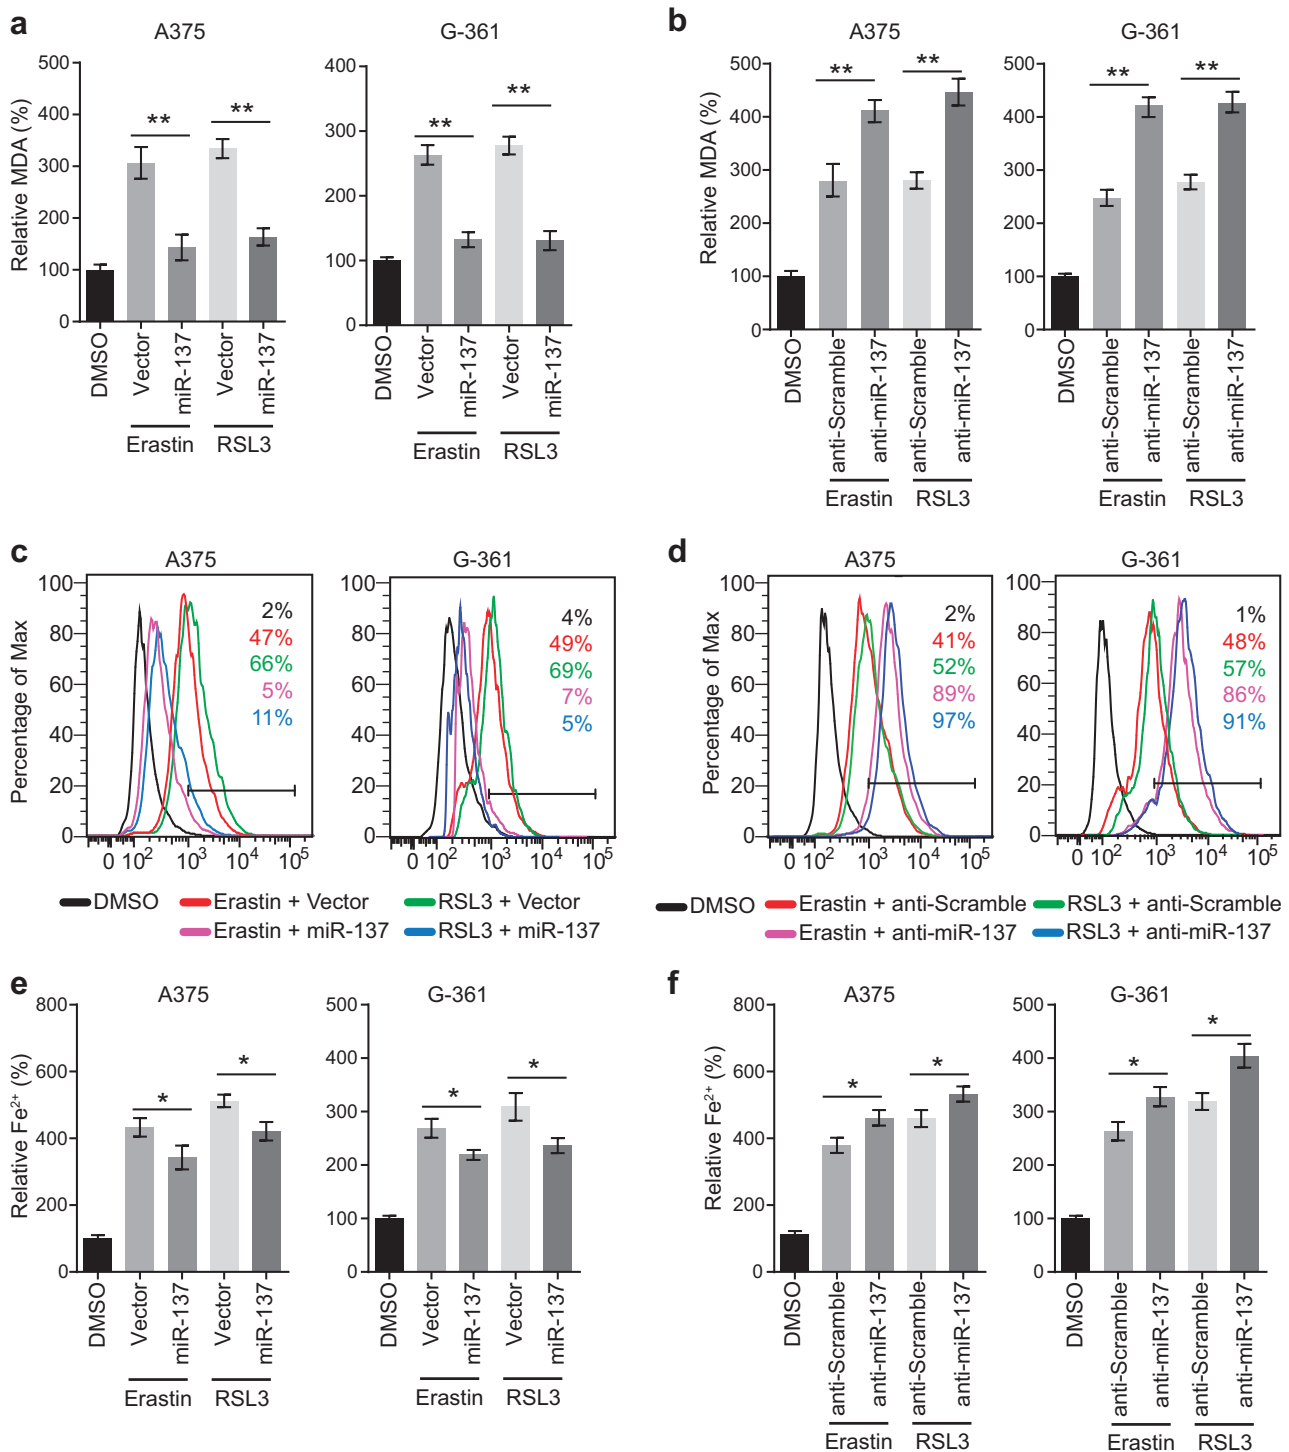 a
A375
G-361
Relative MDA (%)
500
400
300
200
100
0
**
**
DMSO
Vector
miR-137
Vector
miR-137
Erastin
RSL3
400
300
200
100
0
**
**
DMSO
Vector
miR-137
Vector
miR-137
Erastin
RSL3
b
A375
G-361
Relative MDA (%)
500
400
300
200
100
0
**
**
DMSO
anti-Scramble
anti-miR-137
anti-Scramble
anti-miR-137
Erastin
RSL3
500
400
300
200
100
0
**
**
DMSO
anti-Scramble
anti-miR-137
anti-Scramble
anti-miR-137
Erastin
RSL3
c
A375
G-361
Percentage of Max
100
80
60
40
20
0
2%
47%
66%
5%
11%
0 10² 10³ 10⁴ 10⁵
100
80
60
40
20
0
4%
49%
69%
7%
5%
0 10² 10³ 10⁴ 10⁵
DMSO Erastin + Vector RSL3 + Vector
Erastin + miR-137 RSL3 + miR-137
d
A375
G-361
Percentage of Max
100
80
60
40
20
0
2%
41%
52%
89%
97%
0 10² 10³ 10⁴ 10⁵
100
80
60
40
20
0
1%
48%
57%
86%
91%
0 10² 10³ 10⁴ 10⁵
DMSO Erastin + anti-Scramble RSL3 + anti-Scramble
Erastin + anti-miR-137 RSL3 + anti-miR-137
e
A375
G-361
Relative Fe²⁺ (%)
800
600
400
200
0
*
*
DMSO
Vector
miR-137
Vector
miR-137
Erastin
RSL3
500
400
300
200
100
0
*
*
DMSO
Vector
miR-137
Vector
miR-137
Erastin
RSL3
f
A375
G-361
Relative Fe²⁺ (%)
800
600
400
200
0
*
*
DMSO
anti-Scramble
anti-miR-137
anti-Scramble
anti-miR-137
Erastin
RSL3
500
400
300
200
100
0
*
*
DMSO
anti-Scramble
anti-miR-137
anti-Scramble
anti-miR-137
Erastin
RSL3